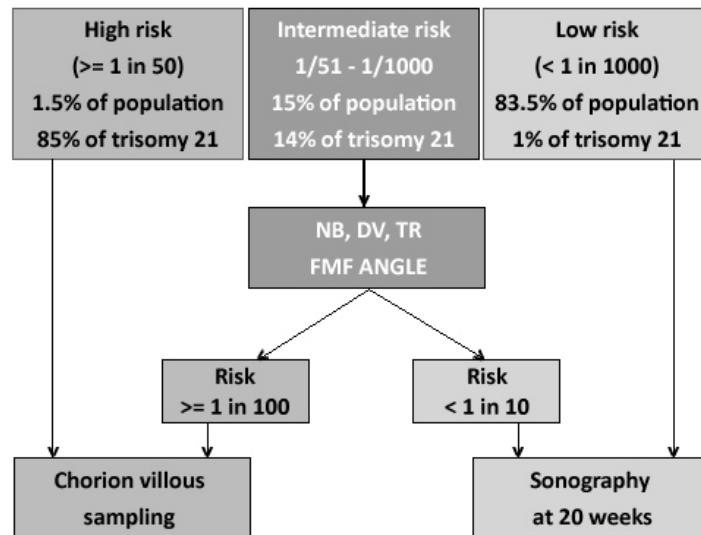 High risk
(>= 1 in 50)
1.5% of population
85% of trisomy 21
Intermediate risk
1/51 - 1/1000
15% of population
14% of trisomy 21
Low risk
(< 1 in 1000)
83.5% of population
1% of trisomy 21
NB, DV, TR
FMF ANGLE
Risk
>= 1 in 100
Risk
< 1 in 10
Chorion villous
sampling
Sonography
at 20 weeks